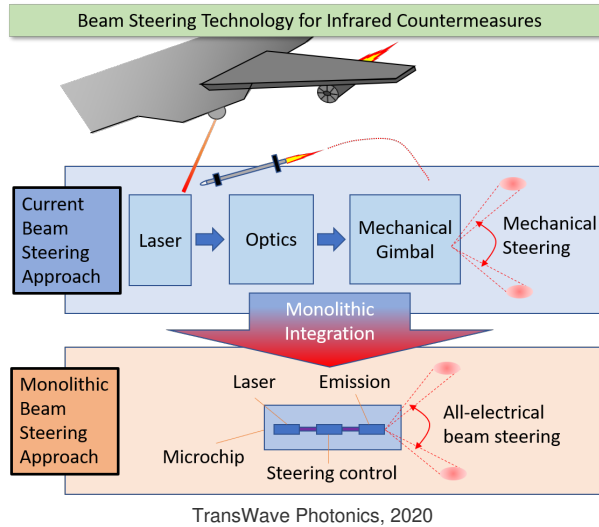 Beam Steering Technology for Infrared Countermeasures
Current
Beam
Steering
Approach
Laser
Optics
Mechanical
Gimbal
Mechanical
Steering
Monolithic
Integration
Monolithic
Beam
Steering
Approach
Laser
Emission
Microchip
Steering control
All-electrical
beam steering
TransWave Photonics, 2020